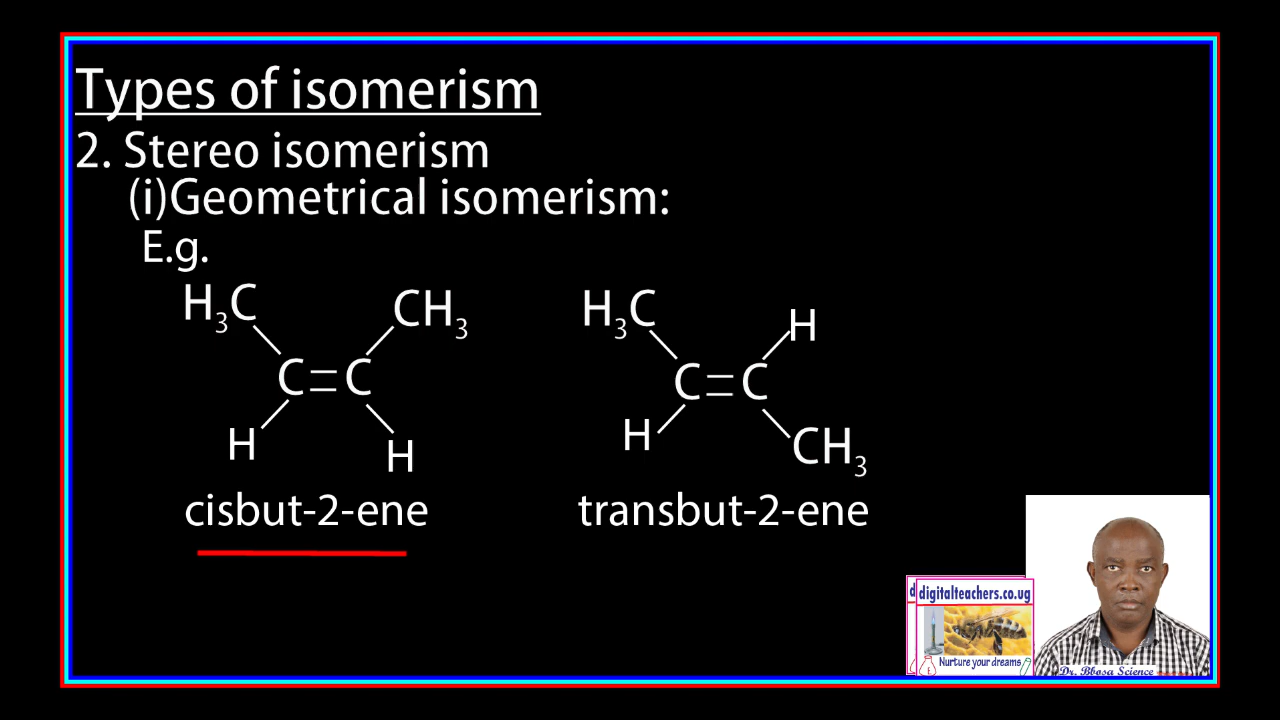 Types of isomerism
2. Stereo isomerism
(i)Geometrical isomerism:
E.g.
H₃C CH₃
C=C
H H
cisbut-2-ene
H₃C H
C=C
H CH₃
transbut-2-ene
d digitalteachers.co.ug
Nurture your dreams
Dr. Bbosa Science